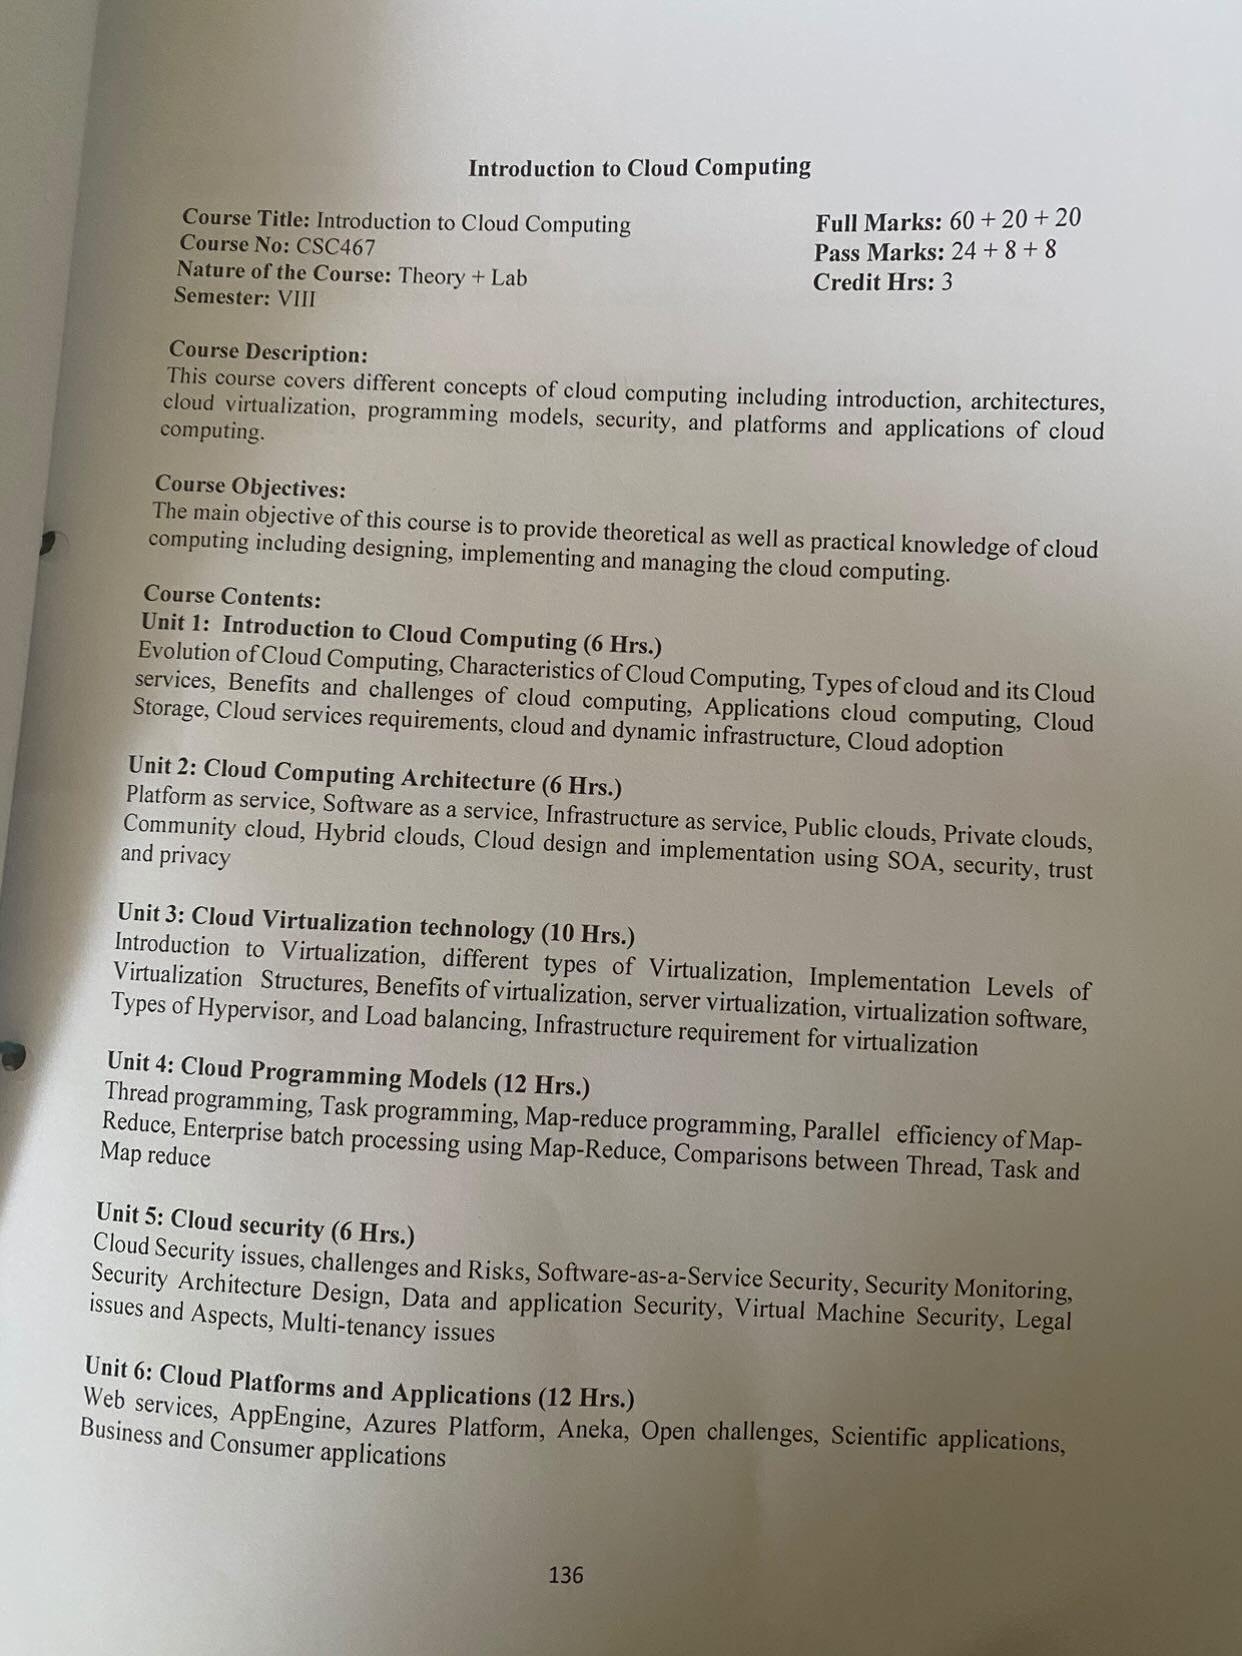 Introduction to Cloud Computing
Course Title: Introduction to Cloud Computing
Course No: CSC467
Nature of the Course: Theory + Lab
Semester: VIII
Full Marks: 60 + 20 + 20
Pass Marks: 24 + 8 + 8
Credit Hrs: 3
Course Description:
This course covers different concepts of cloud computing including introduction, architectures,
cloud virtualization, programming models, security, and platforms and applications of cloud
computing.
Course Objectives:
The main objective of this course is to provide theoretical as well as practical knowledge of cloud
computing including designing, implementing and managing the cloud computing.
Course Contents:
Unit 1: Introduction to Cloud Computing (6 Hrs.)
Evolution of Cloud Computing, Characteristics of Cloud Computing, Types of cloud and its Cloud
services, Benefits and challenges of cloud computing, Applications cloud computing, Cloud
Storage, Cloud services requirements, cloud and dynamic infrastructure, Cloud adoption
Unit 2: Cloud Computing Architecture (6 Hrs.)
Platform as service, Software as a service, Infrastructure as service, Public clouds, Private clouds,
Community cloud, Hybrid clouds, Cloud design and implementation using SOA, security, trust
and privacy
Unit 3: Cloud Virtualization technology (10 Hrs.)
Introduction to Virtualization, different types of Virtualization, Implementation Levels of
Virtualization Structures, Benefits of virtualization, server virtualization, virtualization software,
Types of Hypervisor, and Load balancing, Infrastructure requirement for virtualization
Unit 4: Cloud Programming Models (12 Hrs.)
Thread programming, Task programming, Map-reduce programming, Parallel efficiency of Map-
Reduce, Enterprise batch processing using Map-Reduce, Comparisons between Thread, Task and
Map reduce
Unit 5: Cloud security (6 Hrs.)
Cloud Security issues, challenges and Risks, Software-as-a-Service Security, Security Monitoring,
Security Architecture Design, Data and application Security, Virtual Machine Security, Legal
issues and Aspects, Multi-tenancy issues
Unit 6: Cloud Platforms and Applications (12 Hrs.)
Web services, AppEngine, Azures Platform, Aneka, Open challenges, Scientific applications,
Business and Consumer applications
136